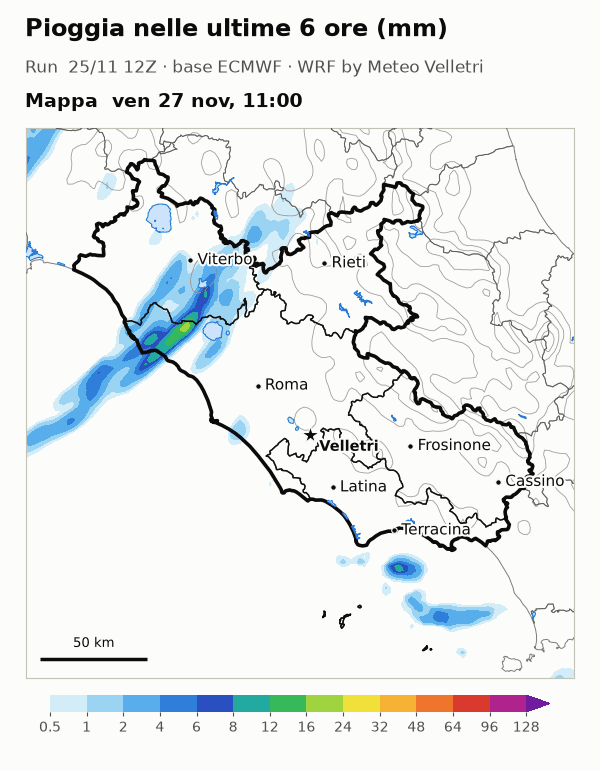 Pioggia nelle ultime 6 ore (mm)
Run 25/11 12Z · base ECMWF · WRF by Meteo Velletri
Mappa ven 27 nov, 11:00
Viterbo
Rieti
Roma
Velletri
Frosinone
Latina
Cassino
Terracina
50 km
0.5 1 2 4 6 8 12 16 24 32 48 64 96 128